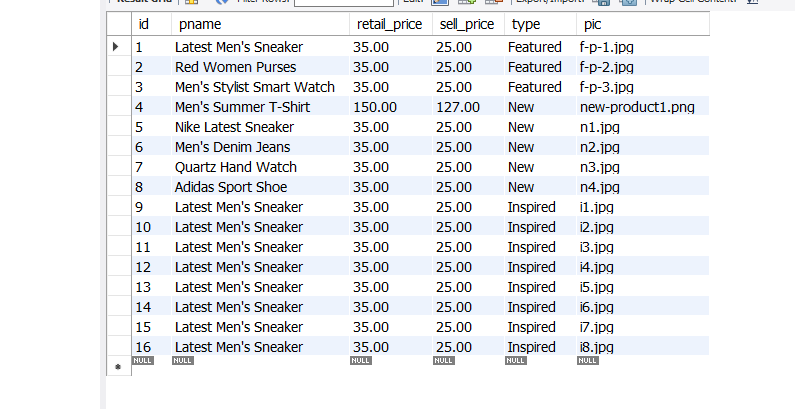 Result Grid Filter Rows: Edit: Export/Import: Wrap Cell Content:
id pname retail_price sell_price type pic
1 Latest Men's Sneaker 35.00 25.00 Featured f-p-1.jpg
2 Red Women Purses 35.00 25.00 Featured f-p-2.jpg
3 Men's Stylist Smart Watch 35.00 25.00 Featured f-p-3.jpg
4 Men's Summer T-Shirt 150.00 127.00 New new-product1.png
5 Nike Latest Sneaker 35.00 25.00 New n1.jpg
6 Men's Denim Jeans 35.00 25.00 New n2.jpg
7 Quartz Hand Watch 35.00 25.00 New n3.jpg
8 Adidas Sport Shoe 35.00 25.00 New n4.jpg
9 Latest Men's Sneaker 35.00 25.00 Inspired i1.jpg
10 Latest Men's Sneaker 35.00 25.00 Inspired i2.jpg
11 Latest Men's Sneaker 35.00 25.00 Inspired i3.jpg
12 Latest Men's Sneaker 35.00 25.00 Inspired i4.jpg
13 Latest Men's Sneaker 35.00 25.00 Inspired i5.jpg
14 Latest Men's Sneaker 35.00 25.00 Inspired i6.jpg
15 Latest Men's Sneaker 35.00 25.00 Inspired i7.jpg
16 Latest Men's Sneaker 35.00 25.00 Inspired i8.jpg
NULL NULL NULL NULL NULL NULL